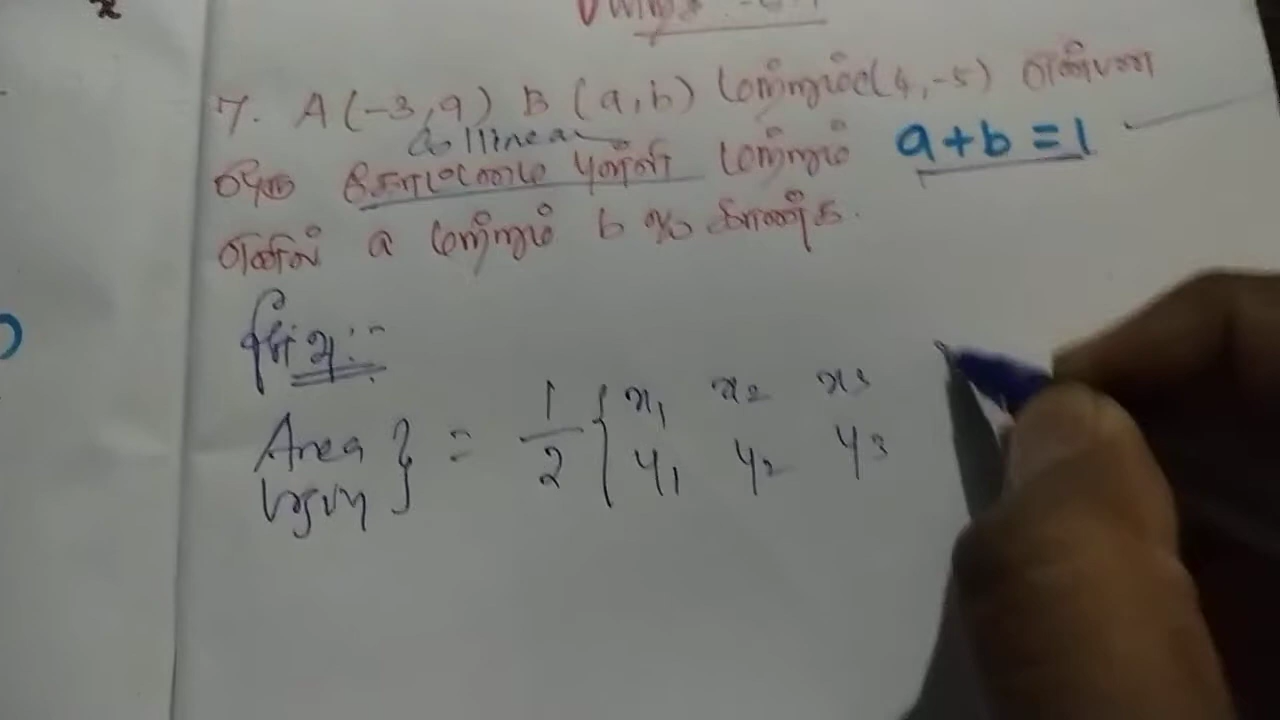 7. A(-3,9) B (a,b) மற்றும் C(4,-5) என்பன
Collinear
ஒரு கோடமை புள்ளி மற்றும் a+b=1
எனில் a மற்றும் b ஐ காண்க.
Area } = 1/2 { x₁ x₂ x₃
y₁ y₂ y₃